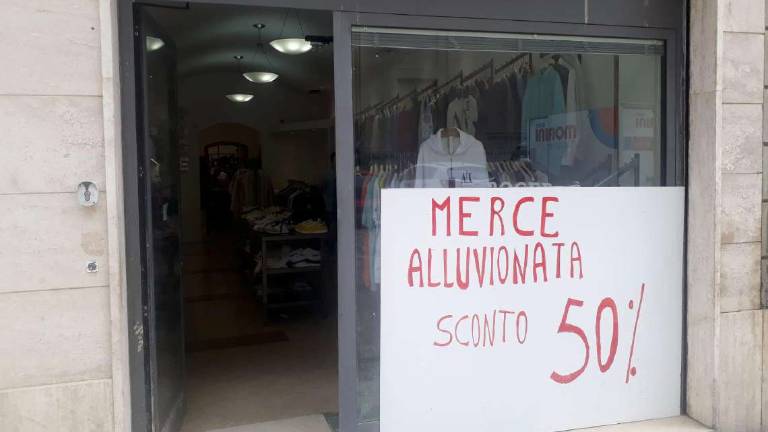 MERCE
ALLUVIONATA
SCONTO 50%